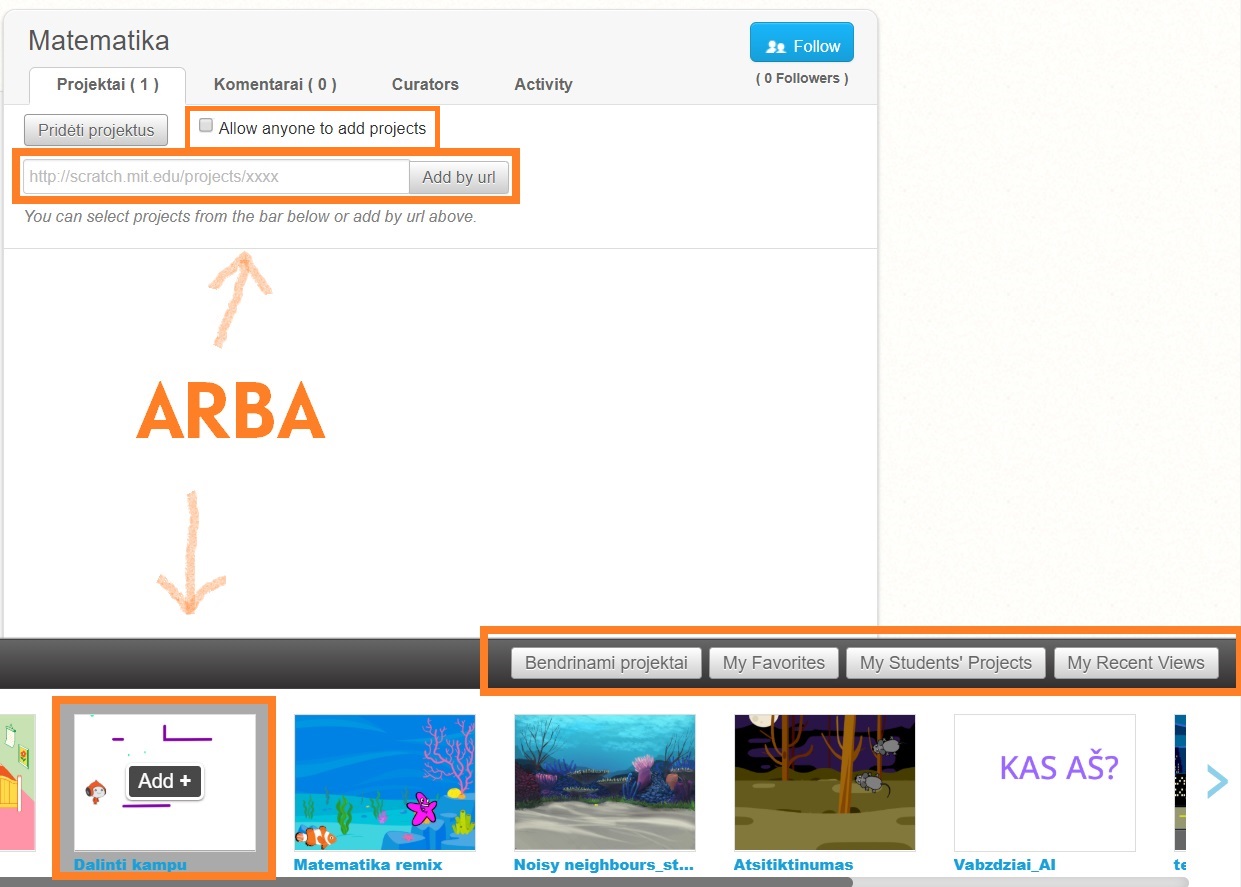 Matematika
Follow
( 0 Followers )
Projektai ( 1 )
Komentarai ( 0 )
Curators
Activity
Pridėti projektus
Allow anyone to add projects
http://scratch.mit.edu/projects/xxxx
Add by url
You can select projects from the bar below or add by url above.
ARBA
Bendrinami projektai
My Favorites
My Students' Projects
My Recent Views
Add +
KAS AŠ?
Dalinti kampu
Matematika remix
Noisy neighbours_st...
Atsitiktinumas
Vabzdziai_AI
te